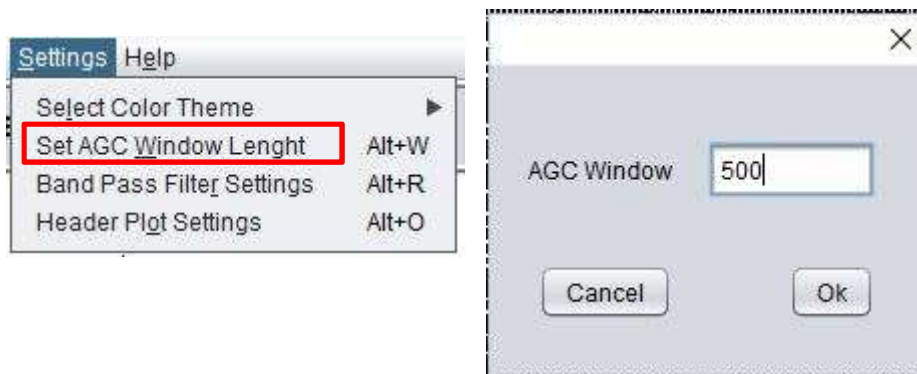 Settings Help
Select Color Theme
Set AGC Window Lenght Alt+W
Band Pass Filter Settings Alt+R
Header Plot Settings Alt+O
AGC Window 500
Cancel Ok